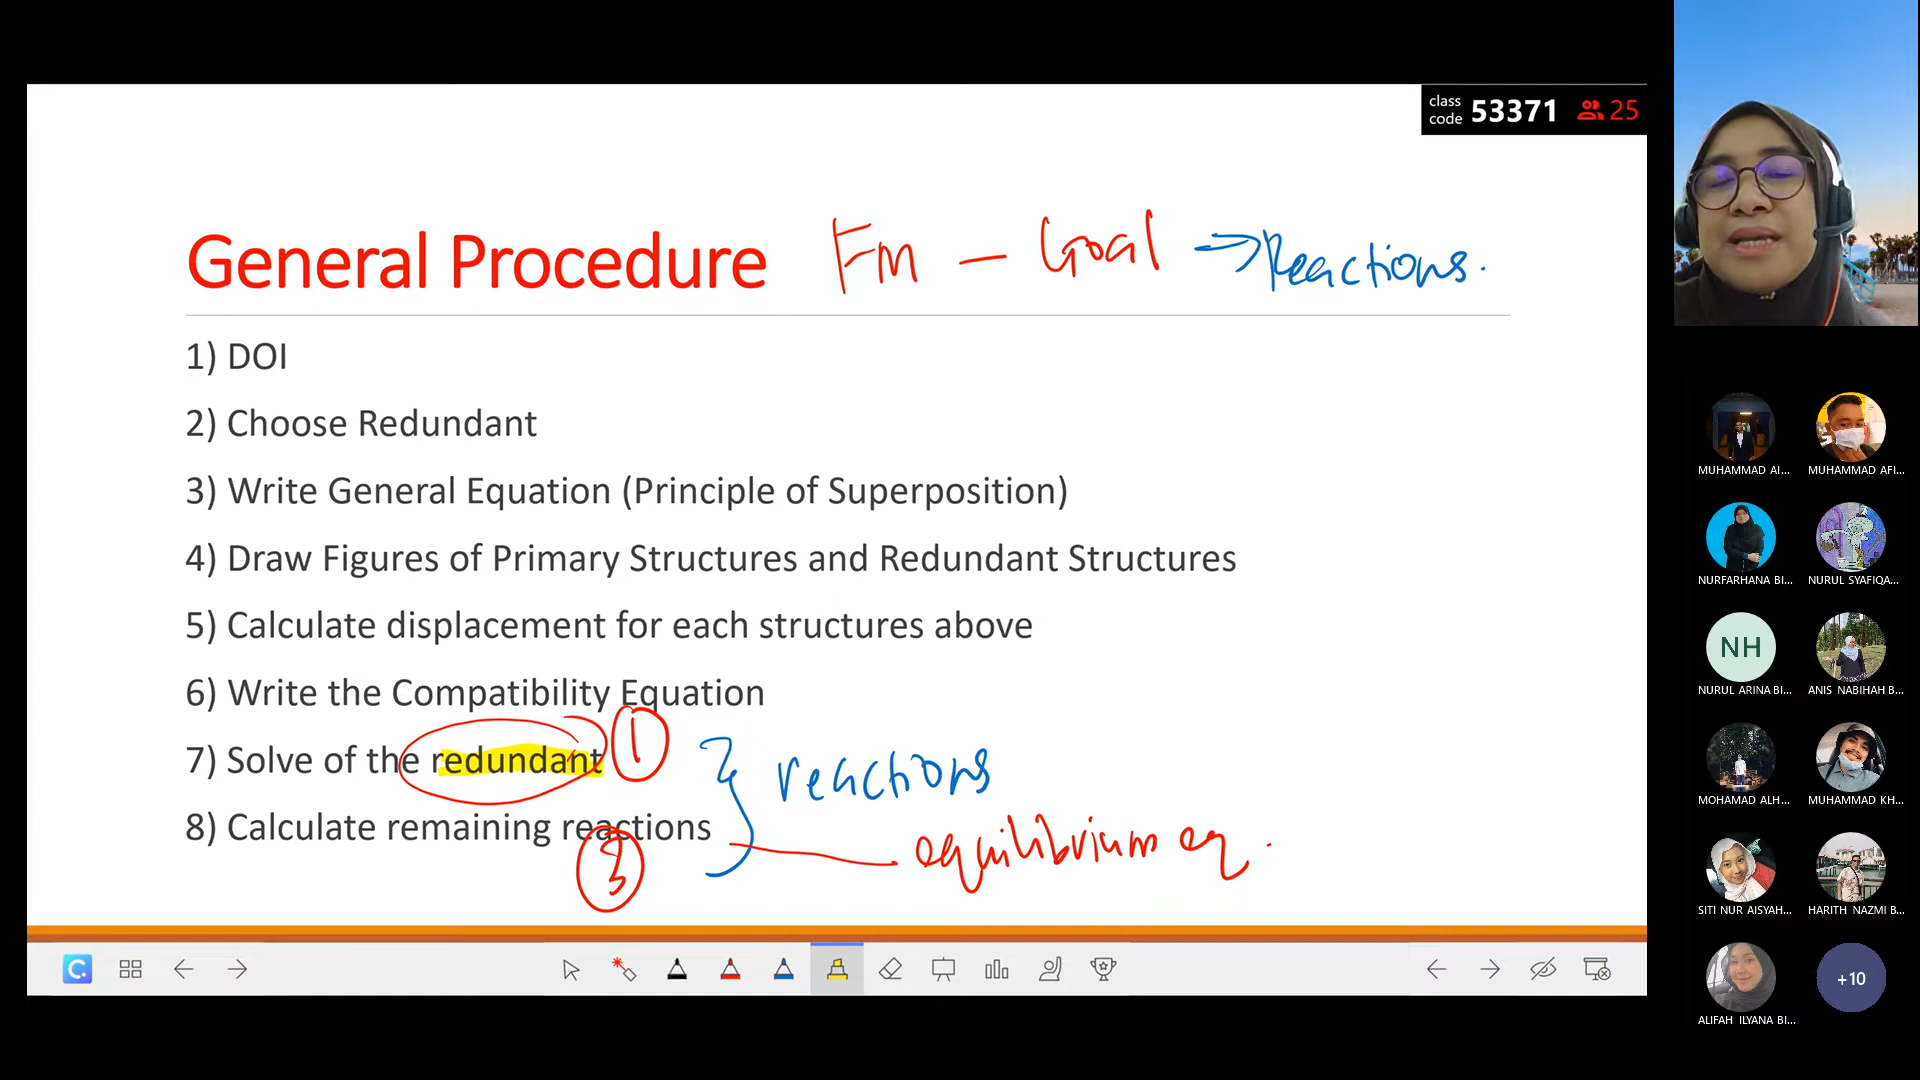 class code 53371 25
General Procedure Fm - Goal → Reactions.
1) DOI
2) Choose Redundant
3) Write General Equation (Principle of Superposition)
4) Draw Figures of Primary Structures and Redundant Structures
5) Calculate displacement for each structures above
6) Write the Compatibility Equation
7) Solve of the redundant 1
reactions
8) Calculate remaining reactions
3
equilibrium eq.
MUHAMMAD AI...
MUHAMMAD AFI...
NURFARHANA BI...
NURUL SYAFIQA...
NH
NURUL ARINA BI...
ANIS NABIHAH B...
MOHAMAD ALH...
MUHAMMAD KH...
SITI NUR AISYAH...
HARITH NAZMI B...
ALIFAH ILYANA BI...
+10